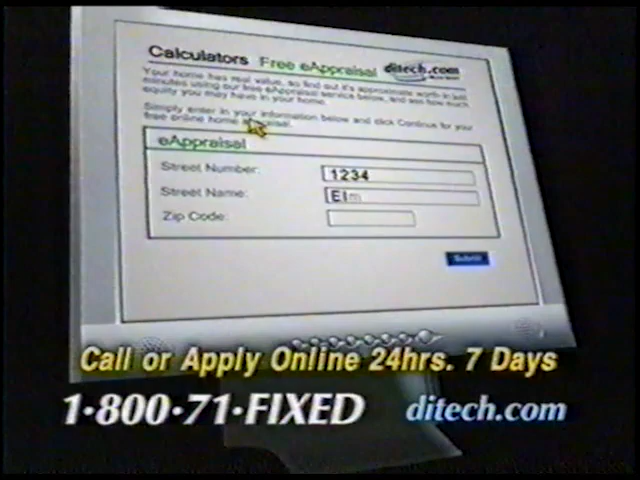 Calculators Free eAppraisal ditech.com
Your home has real value, so find out it's approximate worth in just
minutes using our free eAppraisal service below, and see how much
equity you may have in your home.
Simply enter in your information below and click Continue for your
free online home appraisal.
eAppraisal
Street Number: 1234
Street Name: Elm
Zip Code:
Submit
Call or Apply Online 24hrs. 7 Days
1·800·71·FIXED ditech.com